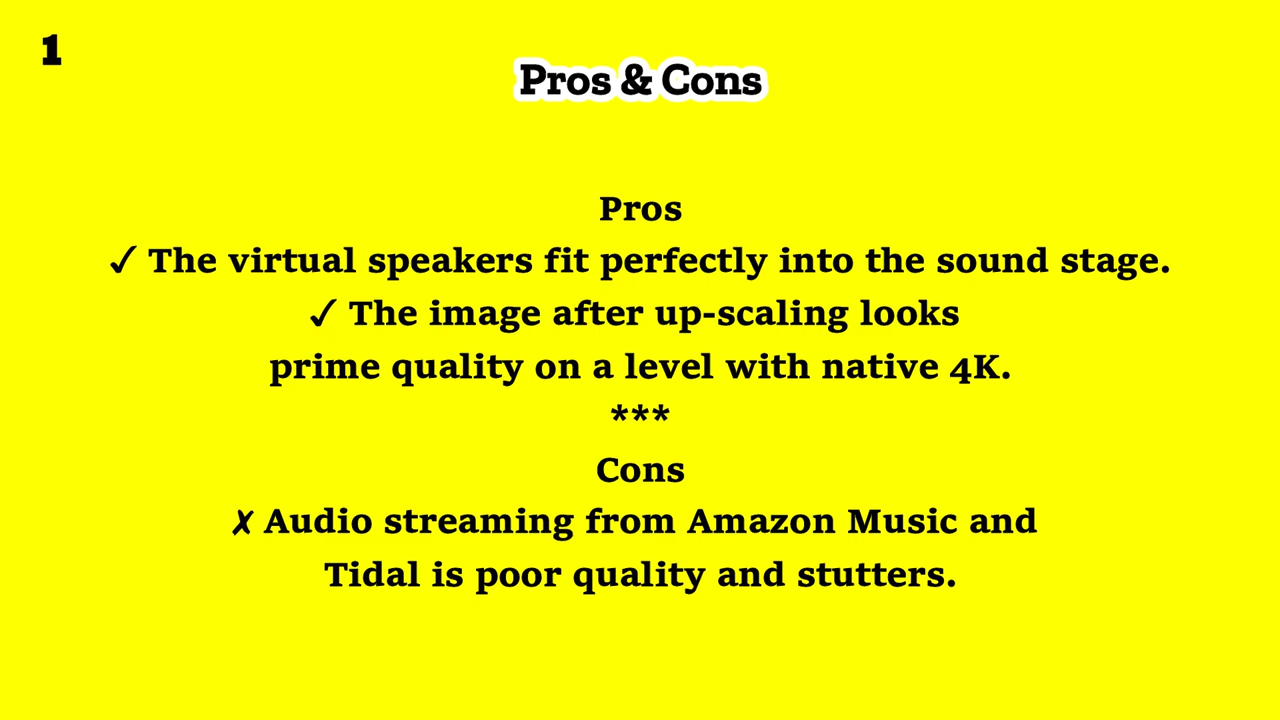 1
Pros & Cons
Pros
✓ The virtual speakers fit perfectly into the sound stage.
✓ The image after up-scaling looks
prime quality on a level with native 4K.
***
Cons
✗ Audio streaming from Amazon Music and
Tidal is poor quality and stutters.